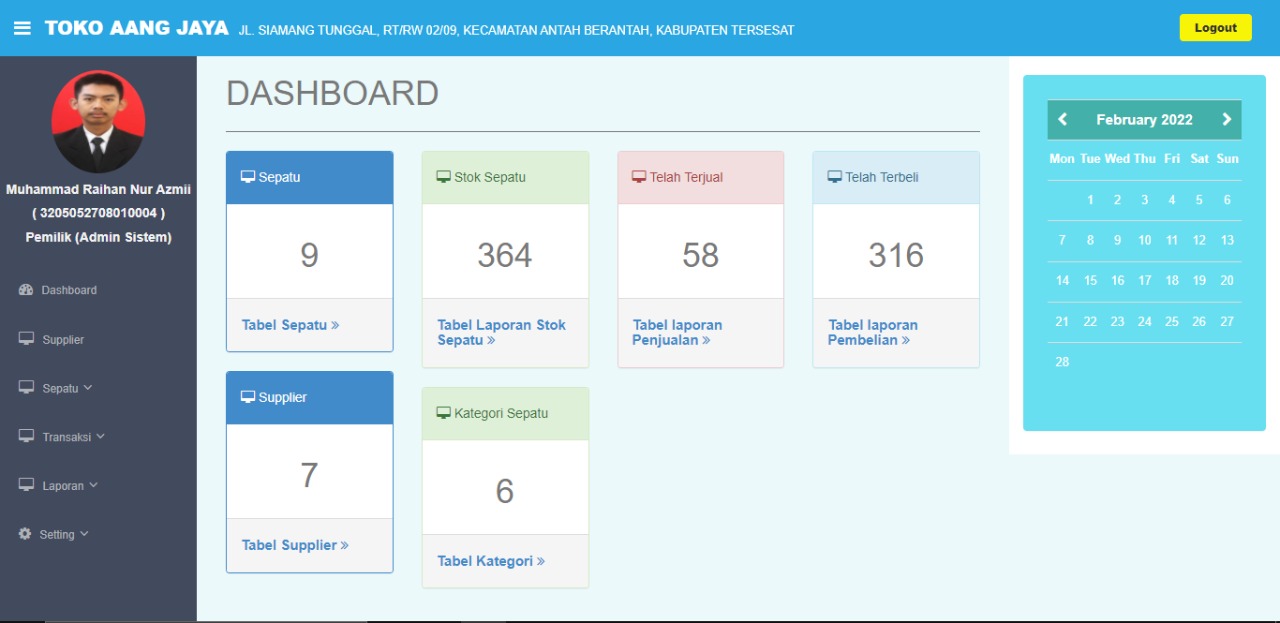 TOKO AANG JAYA JL. SIAMANG TUNGGAL, RT/RW 02/09, KECAMATAN ANTAH BERANTAH, KABUPATEN TERSESAT
Logout
Muhammad Raihan Nur Azmii
( 3205052708010004 )
Pemilik (Admin Sistem)
Dashboard
Supplier
Sepatu
Transaksi
Laporan
Setting
DASHBOARD
Sepatu
9
Tabel Sepatu »
Stok Sepatu
364
Tabel Laporan Stok
Sepatu »
Telah Terjual
58
Tabel laporan
Penjualan »
Telah Terbeli
316
Tabel laporan
Pembelian »
Supplier
7
Tabel Supplier »
Kategori Sepatu
6
Tabel Kategori »
February 2022
Mon Tue Wed Thu Fri Sat Sun
1 2 3 4 5 6
7 8 9 10 11 12 13
14 15 16 17 18 19 20
21 22 23 24 25 26 27
28